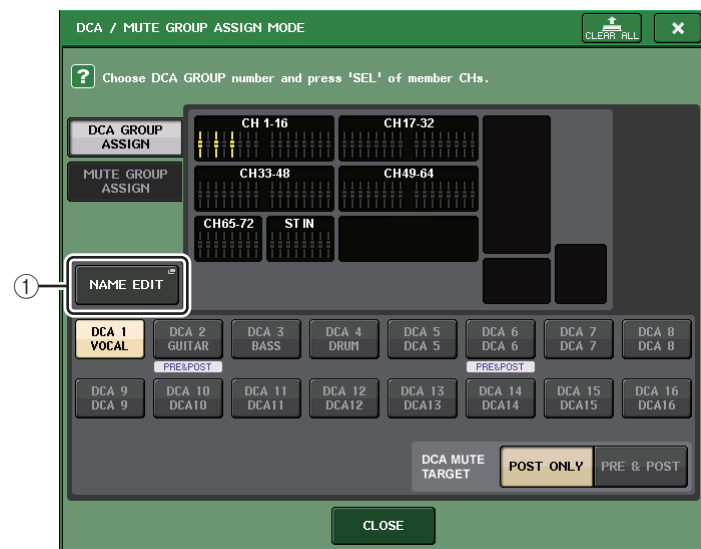 DCA / MUTE GROUP ASSIGN MODE
CLEAR ALL
×
? Choose DCA GROUP number and press 'SEL' of member CHs.
DCA GROUP
ASSIGN
MUTE GROUP
ASSIGN
CH 1-16
CH17-32
CH33-48
CH49-64
CH65-72
ST IN
1
NAME EDIT
DCA 1
VOCAL
DCA 2
GUITAR
PRE&POST
DCA 3
BASS
DCA 4
DRUM
DCA 5
DCA 5
DCA 6
DCA 6
PRE&POST
DCA 7
DCA 7
DCA 8
DCA 8
DCA 9
DCA 9
DCA 10
DCA10
DCA 11
DCA11
DCA 12
DCA12
DCA 13
DCA13
DCA 14
DCA14
DCA 15
DCA15
DCA 16
DCA16
DCA MUTE
TARGET
POST ONLY
PRE & POST
CLOSE